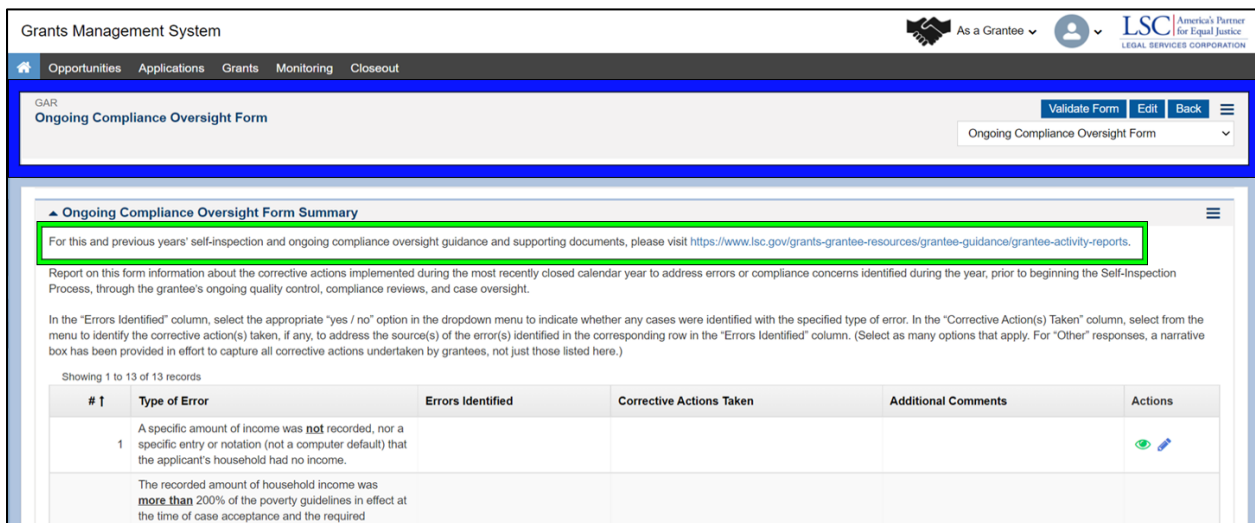 Grants Management System
As a Grantee
LSC America's Partner
for Equal Justice
LEGAL SERVICES CORPORATION
Opportunities Applications Grants Monitoring Closeout
GAR
Ongoing Compliance Oversight Form
Validate Form Edit Back
Ongoing Compliance Oversight Form
Ongoing Compliance Oversight Form Summary
For this and previous years' self-inspection and ongoing compliance oversight guidance and supporting documents, please visit https://www.lsc.gov/grants-grantee-resources/grantee-guidance/grantee-activity-reports.
Report on this form information about the corrective actions implemented during the most recently closed calendar year to address errors or compliance concerns identified during the year, prior to beginning the Self-Inspection
Process, through the grantee's ongoing quality control, compliance reviews, and case oversight.
In the "Errors Identified" column, select the appropriate "yes / no" option in the dropdown menu to indicate whether any cases were identified with the specified type of error. In the "Corrective Action(s) Taken" column, select from the
menu to identify the corrective action(s) taken, if any, to address the source(s) of the error(s) identified in the corresponding row in the "Errors Identified" column. (Select as many options that apply. For "Other" responses, a narrative
box has been provided in effort to capture all corrective actions undertaken by grantees, not just those listed here.)
Showing 1 to 13 of 13 records
# Type of Error Errors Identified Corrective Actions Taken Additional Comments Actions
A specific amount of income was not recorded, nor a
1 specific entry or notation (not a computer default) that
the applicant's household had no income.
The recorded amount of household income was
more than 200% of the poverty guidelines in effect at
the time of case acceptance and the required